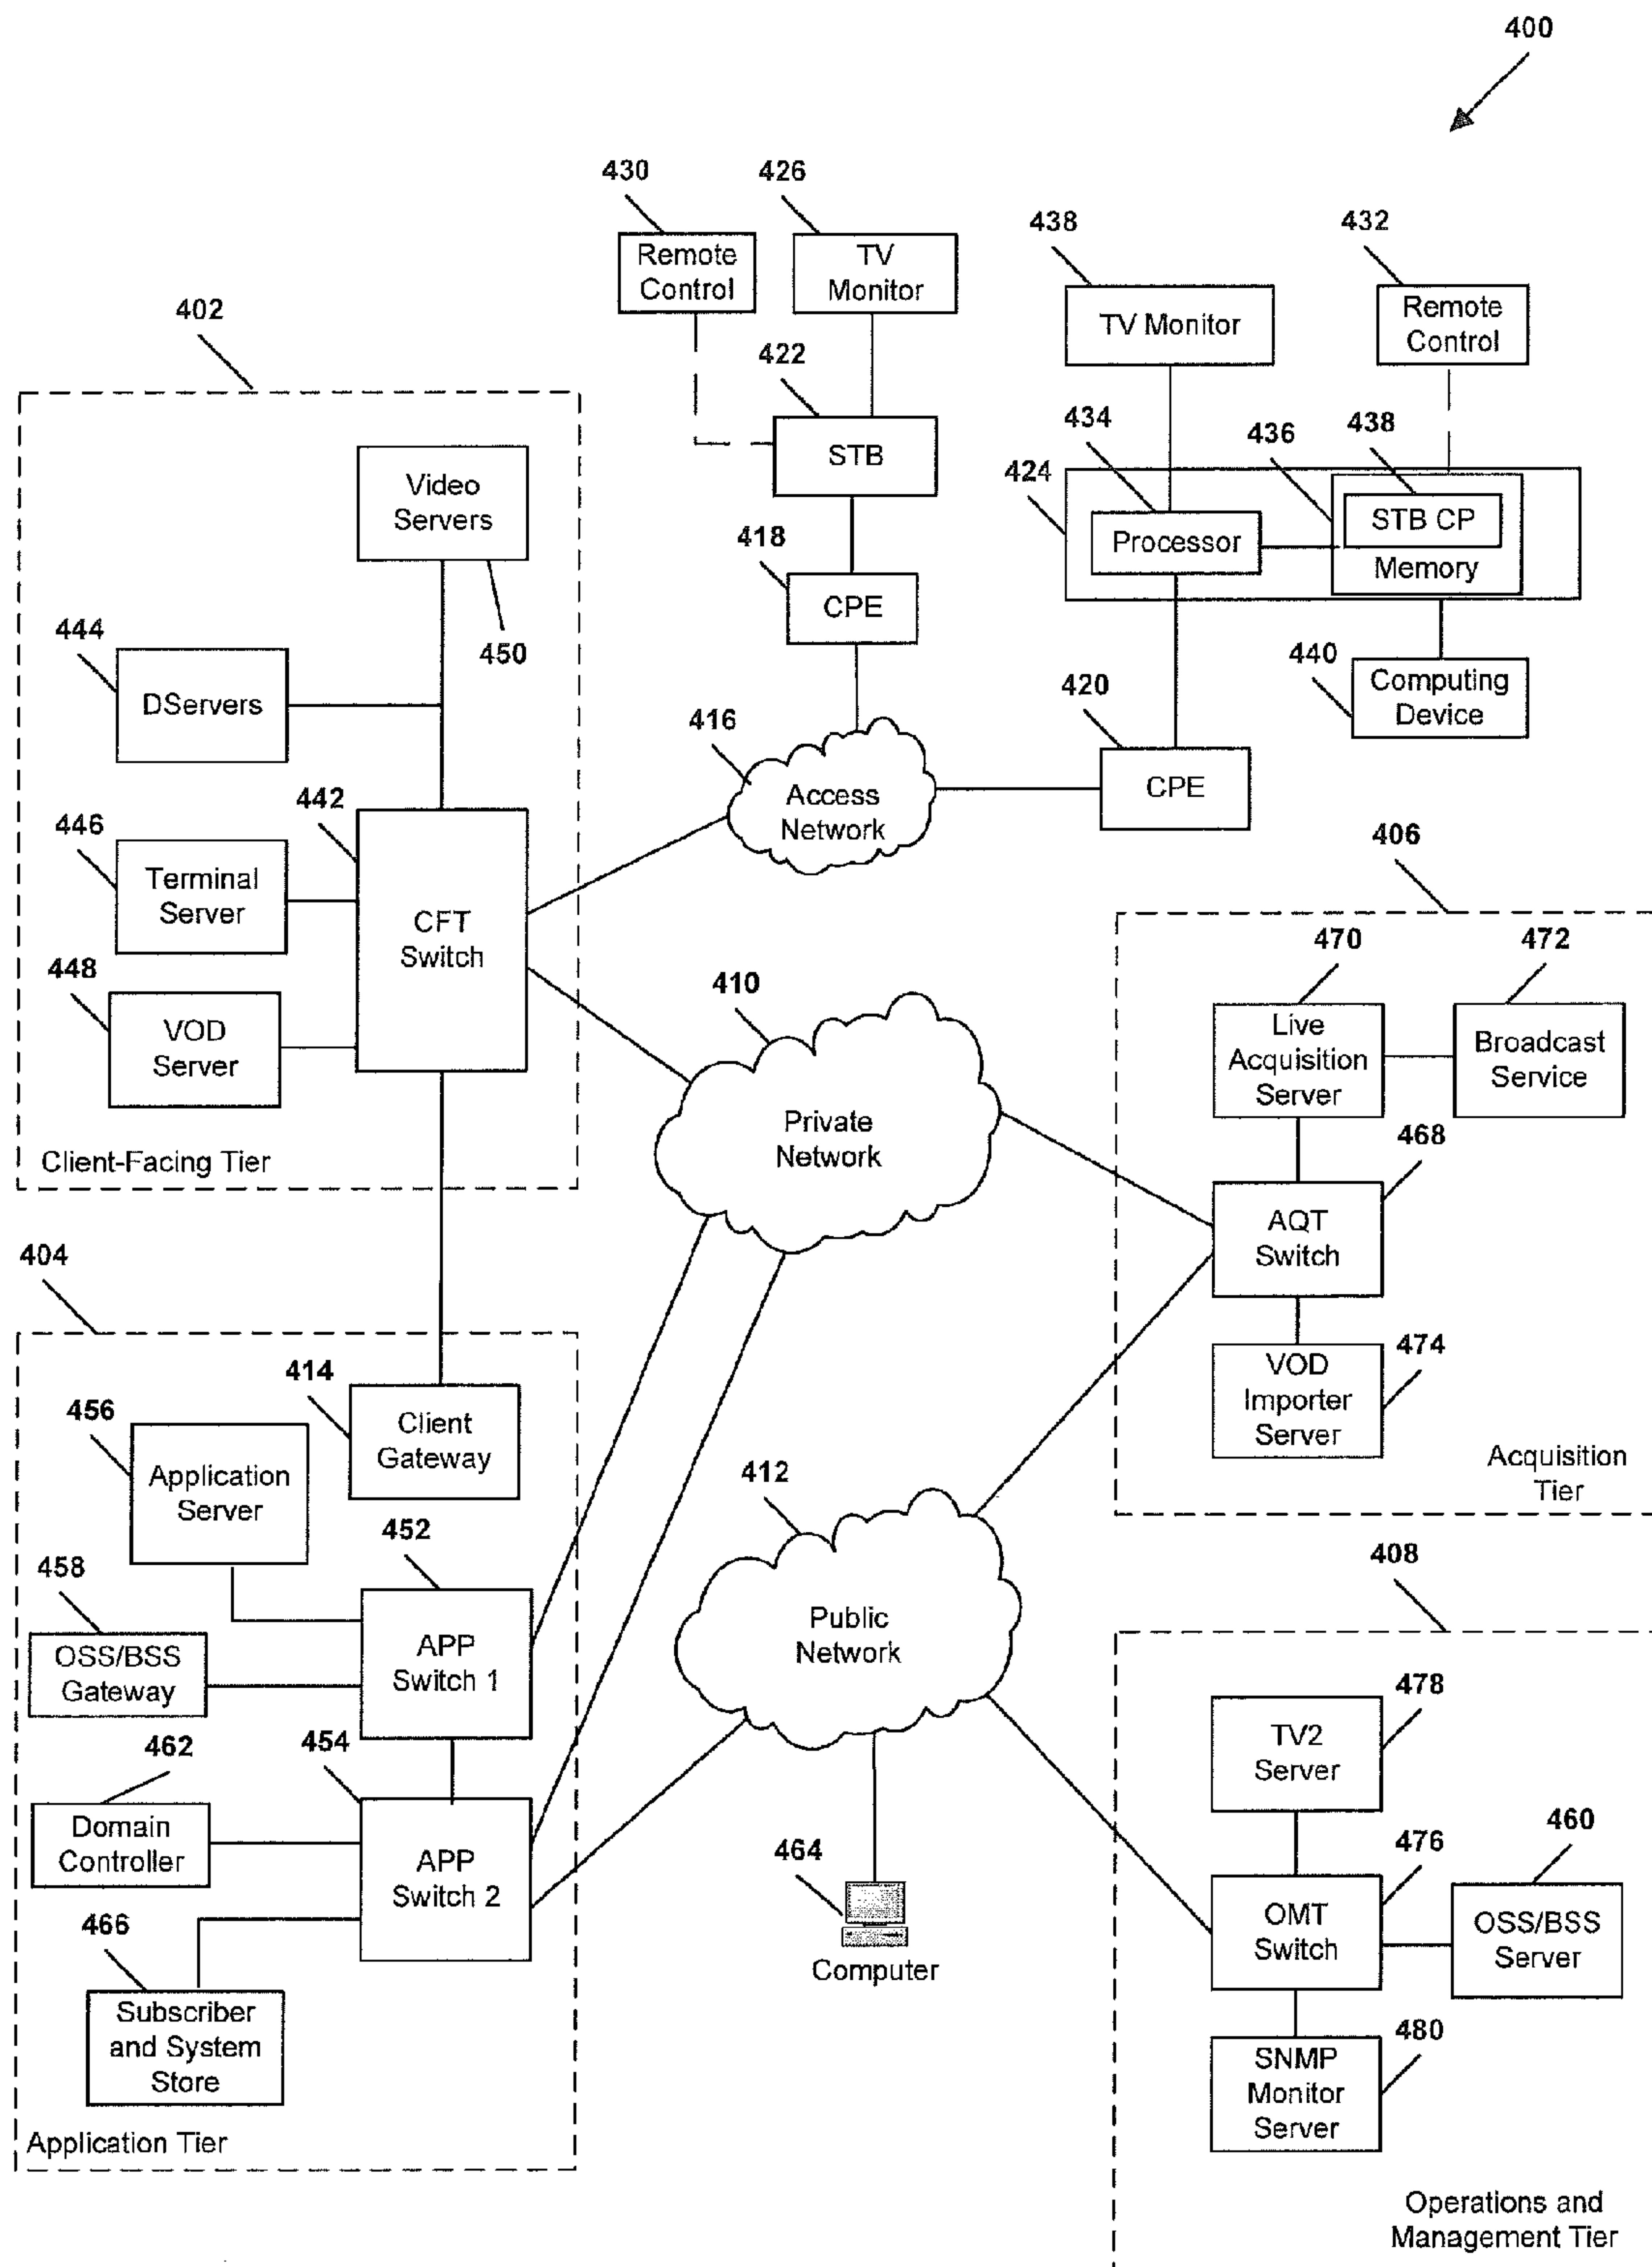 400
430
426
Remote
Control
TV
Monitor
438
432
TV Monitor
Remote
Control
402
422
STB
434
436
438
424
Processor
STB CP
Memory
Video
Servers
450
418
CPE
444
DServers
440
Computing
Device
420
CPE
416
Access
Network
442
446
Terminal
Server
CFT
Switch
448
VOD
Server
Client-Facing Tier
406
470
472
Live
Acquisition
Server
Broadcast
Service
410
Private
Network
468
AQT
Switch
474
VOD
Importer
Server
Acquisition
Tier
404
414
Client
Gateway
456
Application
Server
452
458
OSS/BSS
Gateway
APP
Switch 1
462
454
Domain
Controller
APP
Switch 2
466
Subscriber
and System
Store
Application Tier
412
Public
Network
464
Computer
408
478
TV2
Server
460
476
OMT
Switch
OSS/BSS
Server
480
SNMP
Monitor
Server
Operations and
Management Tier